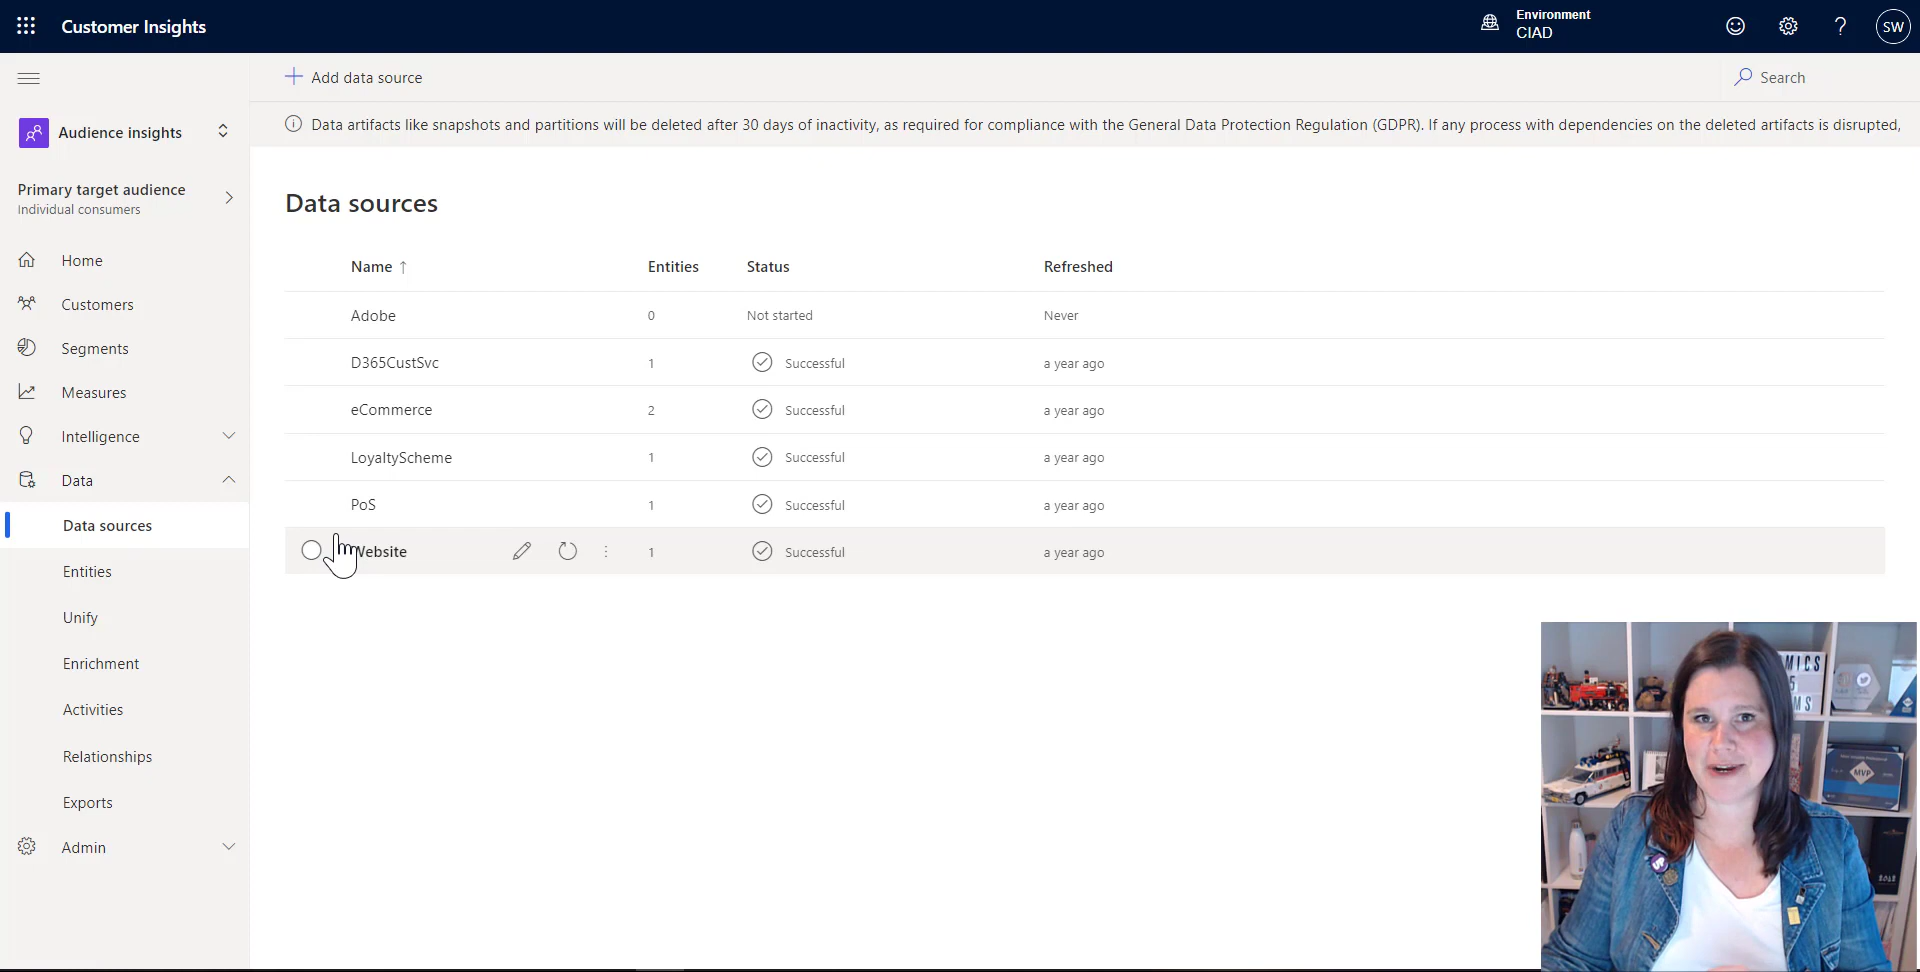 Customer Insights
Environment
CIAD
?
SW
Add data source
Search
Audience insights
Data artifacts like snapshots and partitions will be deleted after 30 days of inactivity, as required for compliance with the General Data Protection Regulation (GDPR). If any process with dependencies on the deleted artifacts is disrupted,
Primary target audience
Individual consumers
Home
Customers
Segments
Measures
Intelligence
Data
Data sources
Entities
Unify
Enrichment
Activities
Relationships
Exports
Admin
Data sources
Name ↑ Entities Status Refreshed
Adobe 0 Not started Never
D365CustSvc 1 Successful a year ago
eCommerce 2 Successful a year ago
LoyaltyScheme 1 Successful a year ago
PoS 1 Successful a year ago
Website 1 Successful a year ago
MVP